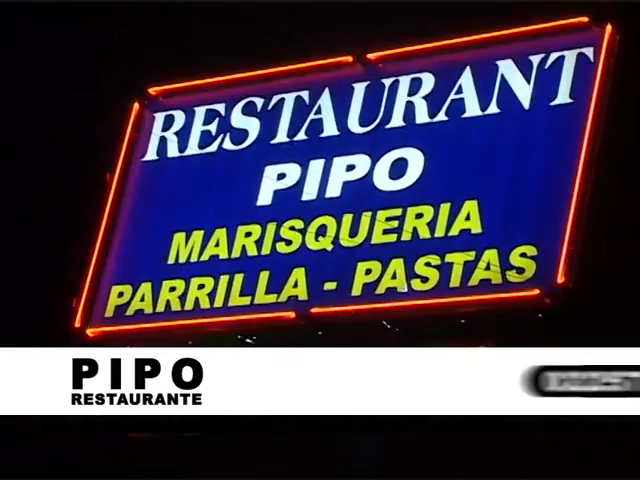 RESTAURANT
PIPO
MARISQUERIA
PARRILLA - PASTAS
PIPO
RESTAURANTE